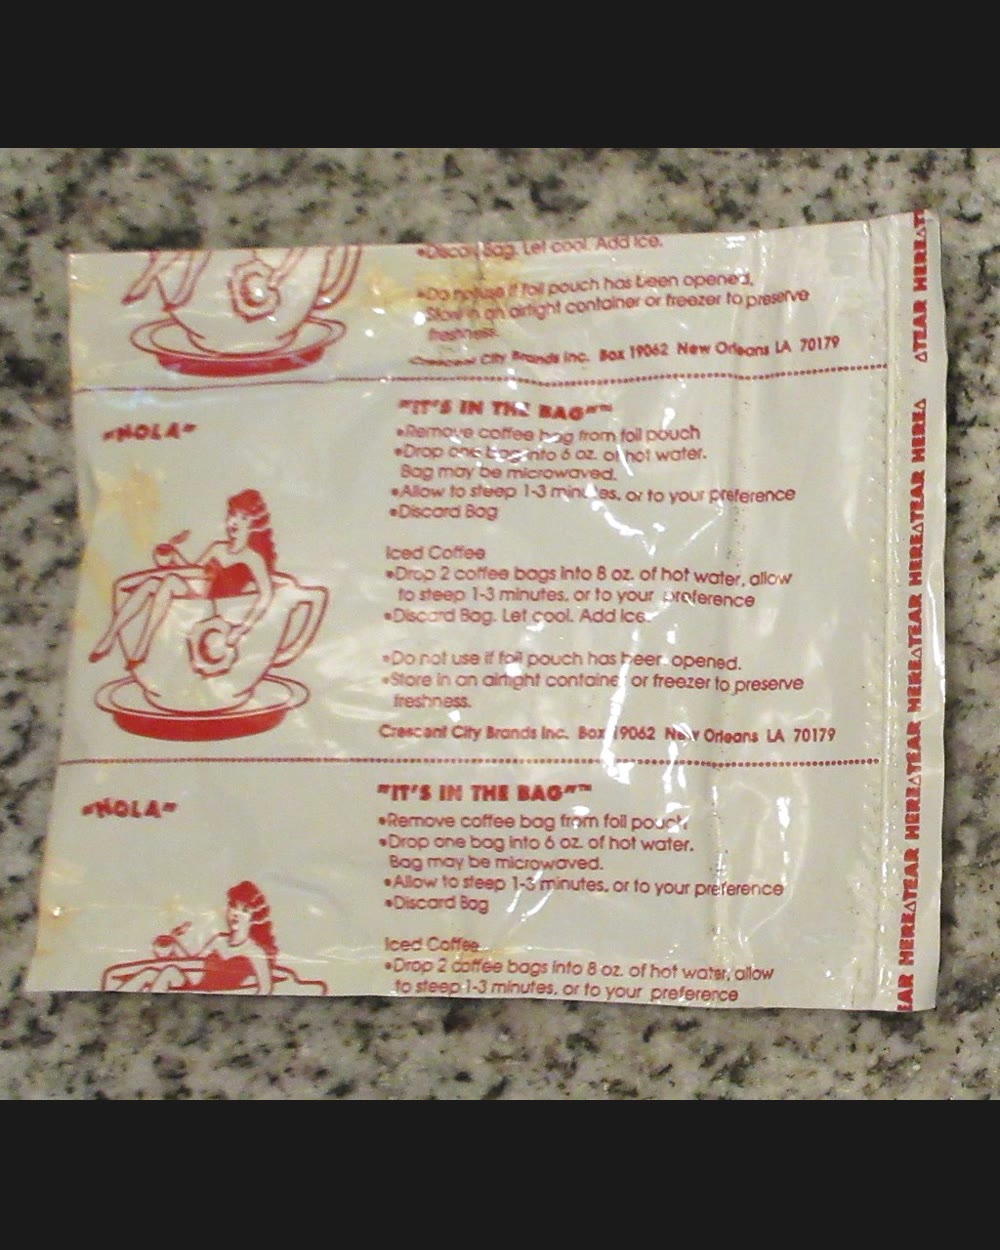 •Discard Bag. Let cool. Add Ice.
•Do not use if foil pouch has been opened.
•Store in an airtight container or freezer to preserve
freshness.
Crescent City Brands Inc. Box 19062 New Orleans LA 70179
"NOLA"
"IT'S IN THE BAG"™
•Remove coffee bag from foil pouch
•Drop one bag into 6 oz. of hot water.
Bag may be microwaved.
•Allow to steep 1-3 minutes, or to your preference
•Discard Bag
Iced Coffee
•Drop 2 coffee bags into 8 oz. of hot water, allow
to steep 1-3 minutes, or to your preference
•Discard Bag. Let cool. Add Ice.
•Do not use if foil pouch has been opened.
•Store in an airtight container or freezer to preserve
freshness.
Crescent City Brands Inc. Box 19062 New Orleans LA 70179
C
"NOLA"
"IT'S IN THE BAG"™
•Remove coffee bag from foil pouch
•Drop one bag into 6 oz. of hot water.
Bag may be microwaved.
•Allow to steep 1-3 minutes, or to your preference
•Discard Bag
Iced Coffee
•Drop 2 coffee bags into 8 oz. of hot water, allow
to steep 1-3 minutes, or to your preference
EAR HERE△TEAR HERE△TEAR HERE△TEAR HERE△TEAR HERE△ △TEAR HERE△T